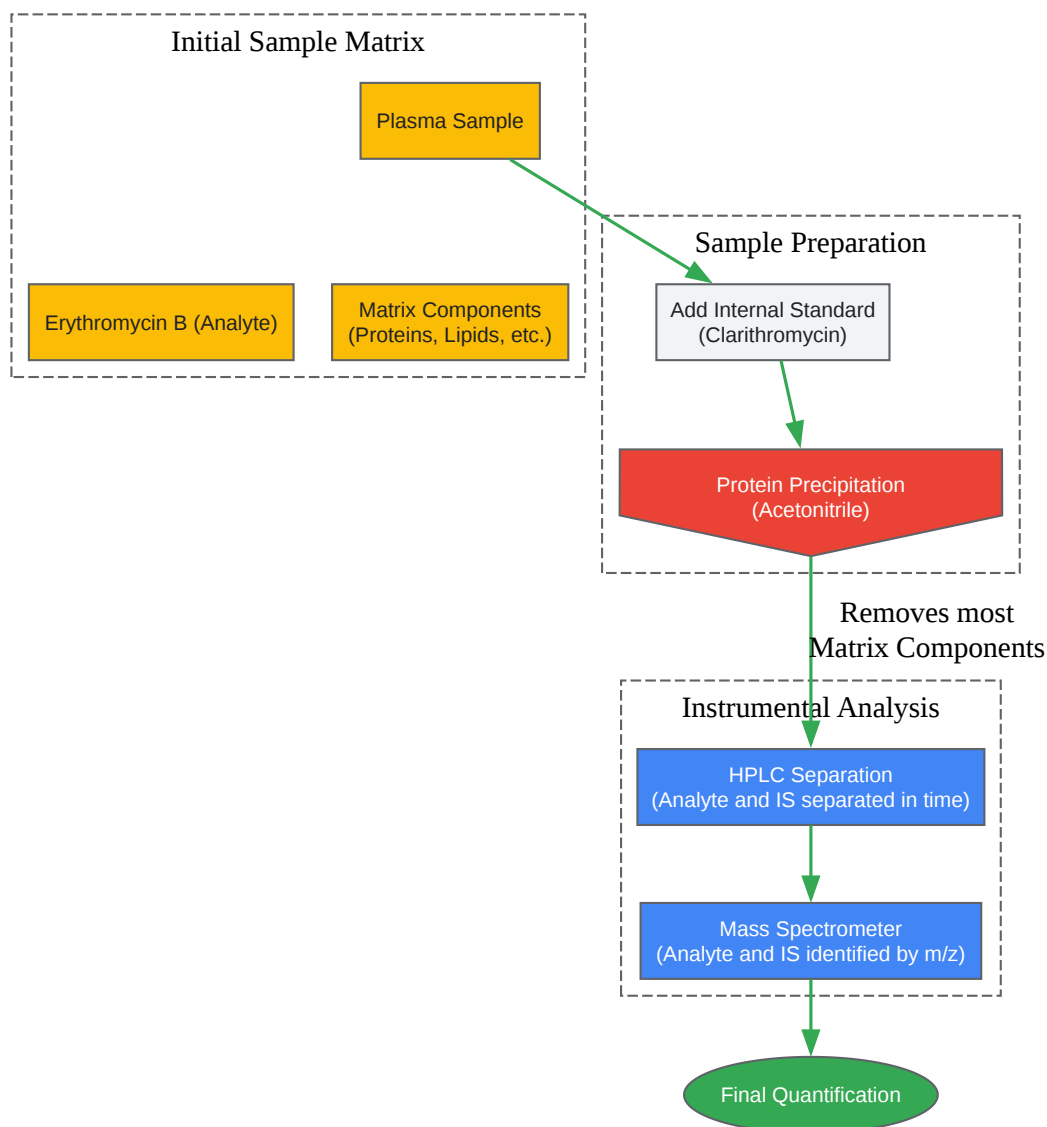 Initial Sample Matrix
Plasma Sample
Erythromycin B (Analyte)
Matrix Components
(Proteins, Lipids, etc.)
Sample Preparation
Add Internal Standard
(Clarithromycin)
Protein Precipitation
(Acetonitrile)
Removes most
Matrix Components
Instrumental Analysis
HPLC Separation
(Analyte and IS separated in time)
Mass Spectrometer
(Analyte and IS identified by m/z)
Final Quantification